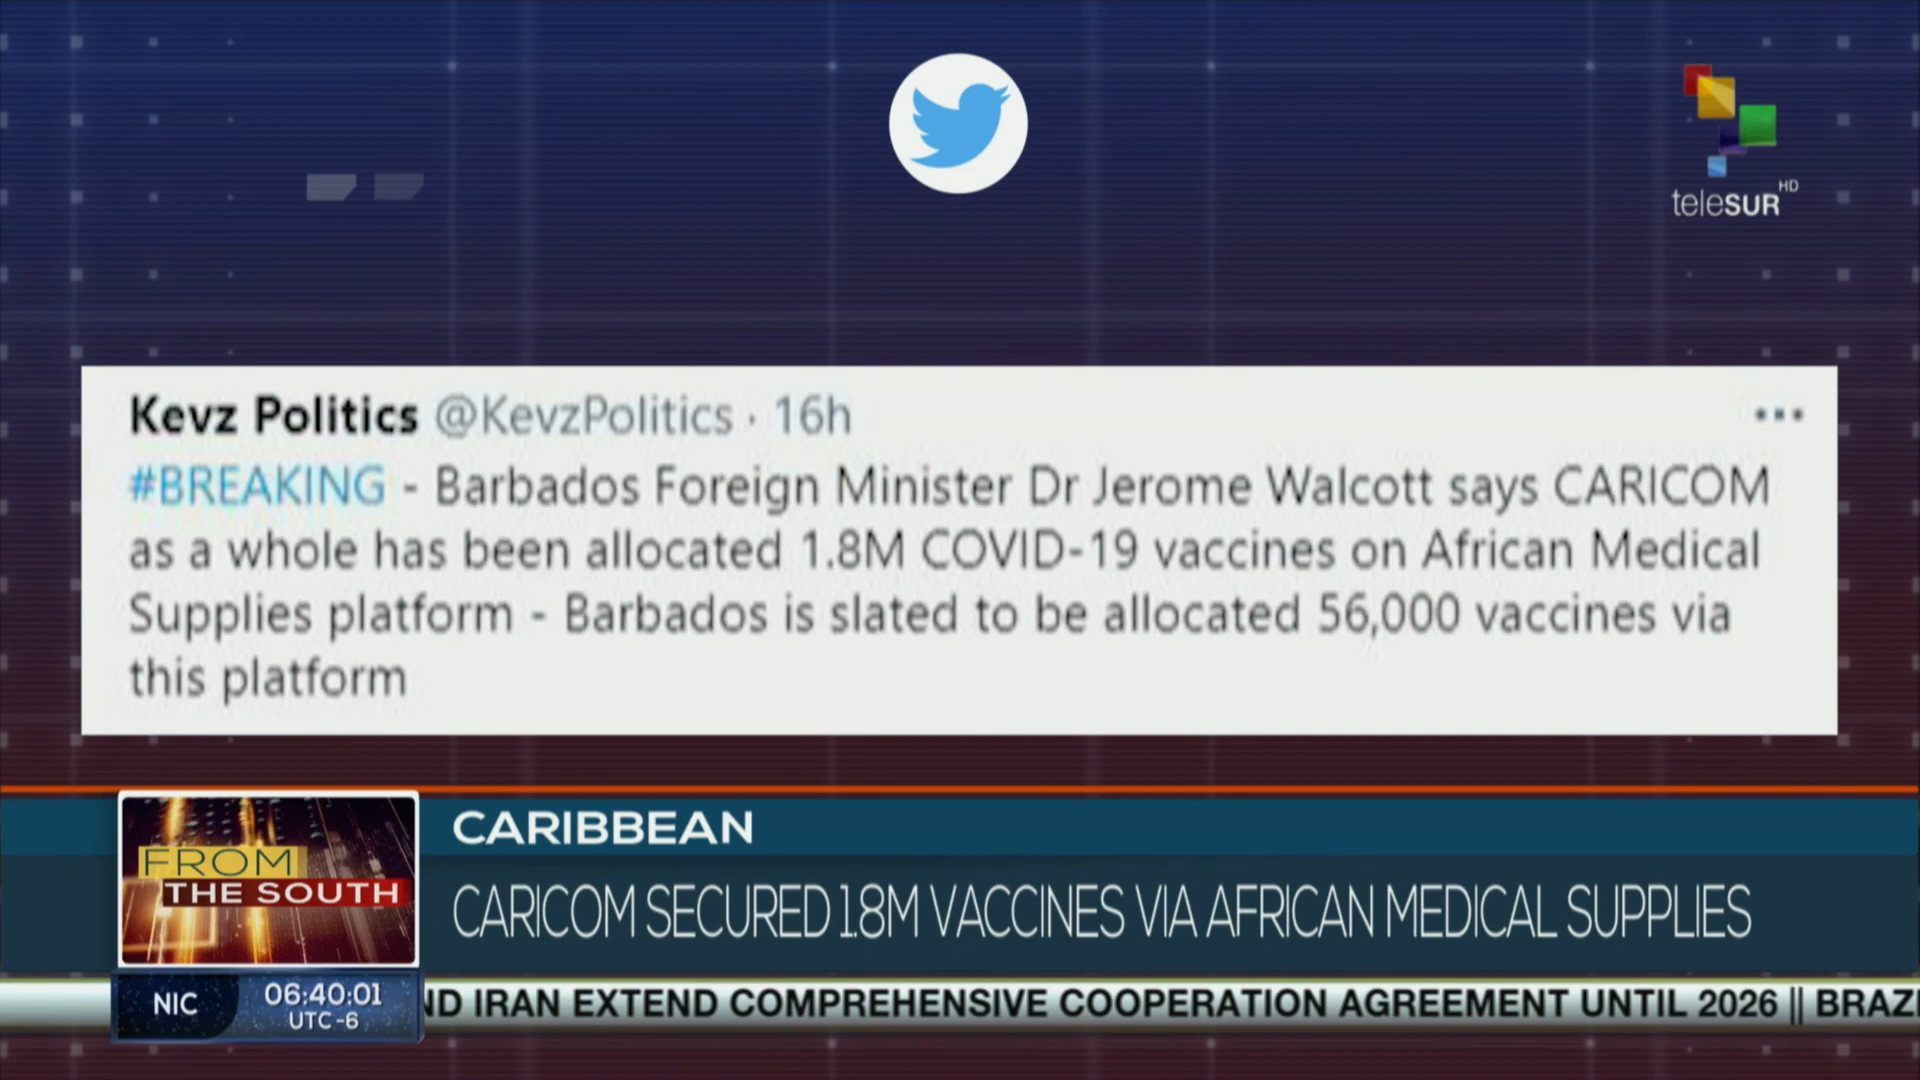 teleSUR HD
Kevz Politics @KevzPolitics · 16h
#BREAKING - Barbados Foreign Minister Dr Jerome Walcott says CARICOM
as a whole has been allocated 1.8M COVID-19 vaccines on African Medical
Supplies platform - Barbados is slated to be allocated 56,000 vaccines via
this platform
CARIBBEAN
FROM
THE SOUTH
CARICOM SECURED 1.8M VACCINES VIA AFRICAN MEDICAL SUPPLIES
NIC
06:40:01
UTC-6
ND IRAN EXTEND COMPREHENSIVE COOPERATION AGREEMENT UNTIL 2026 || BRAZI